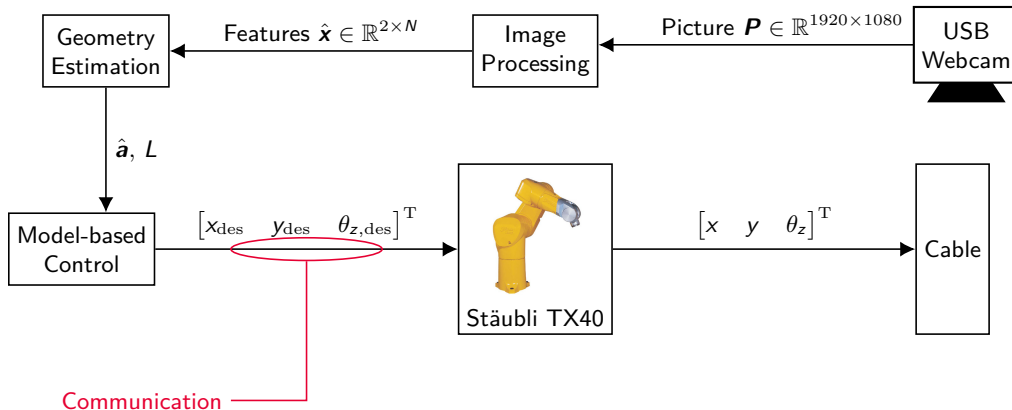 Geometry
Estimation
Features x̂ ∈ ℝ^{2×N}
Image
Processing
Picture P ∈ ℝ^{1920×1080}
USB
Webcam
â, L
Model-based
Control
[x_des y_des θ_{z,des}]^T
Stäubli TX40
[x y θ_z]^T
Cable
Communication